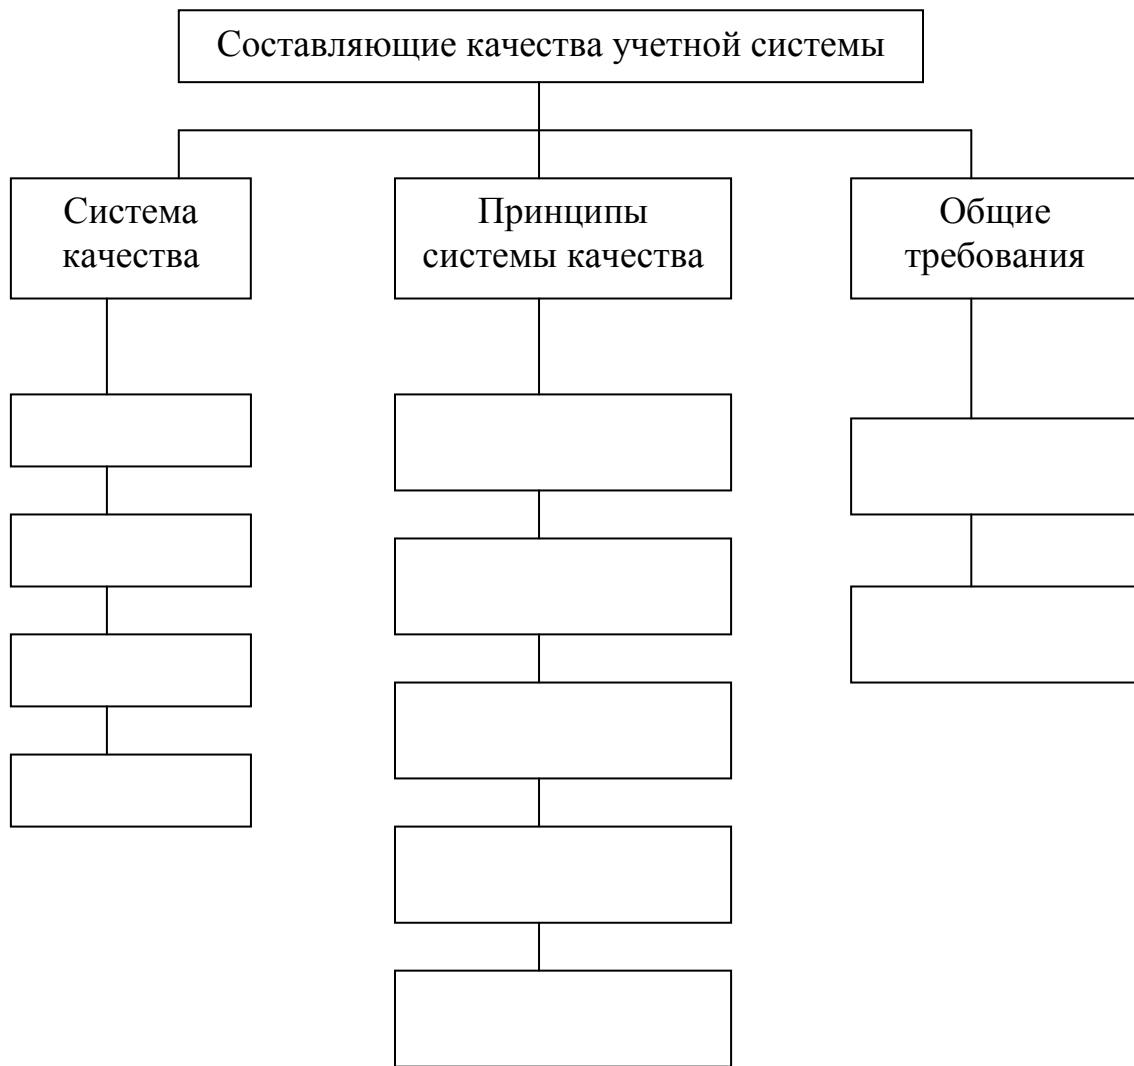 Составляющие качества учетной системы
Система
качества
Принципы
системы качества
Общие
требования